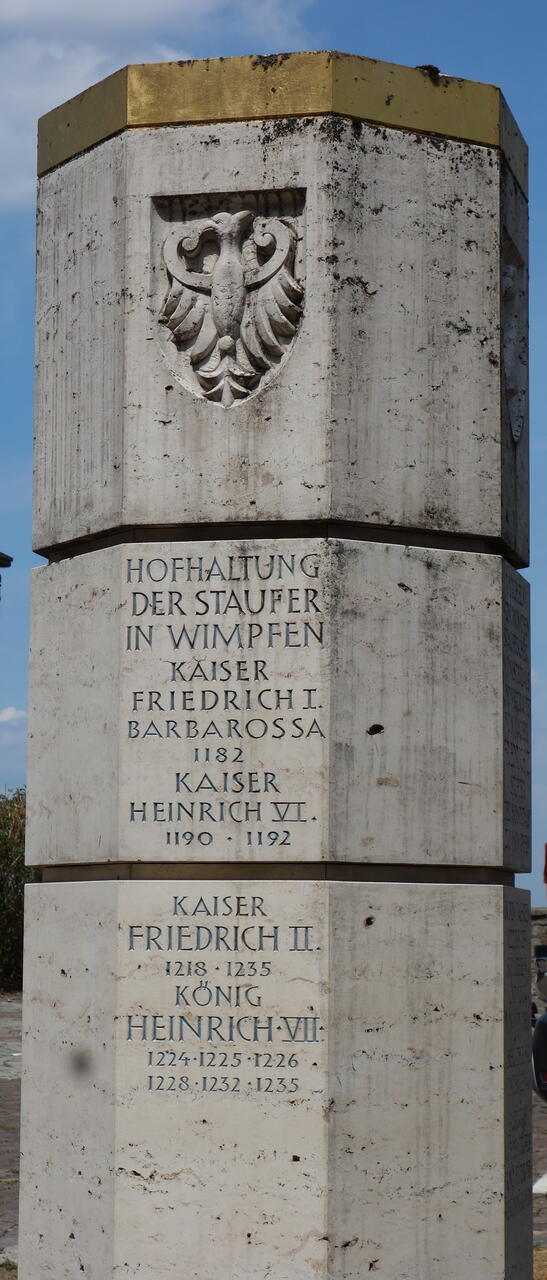 HOFHALTUNG
DER STAUFER
IN WIMPFEN
KAISER
FRIEDRICH I.
BARBAROSSA
1182
KAISER
HEINRICH VI.
1190 · 1192
KAISER
FRIEDRICH II.
1218 · 1235
KÖNIG
HEINRICH·VII·
1224·1225·1226
1228·1232·1235